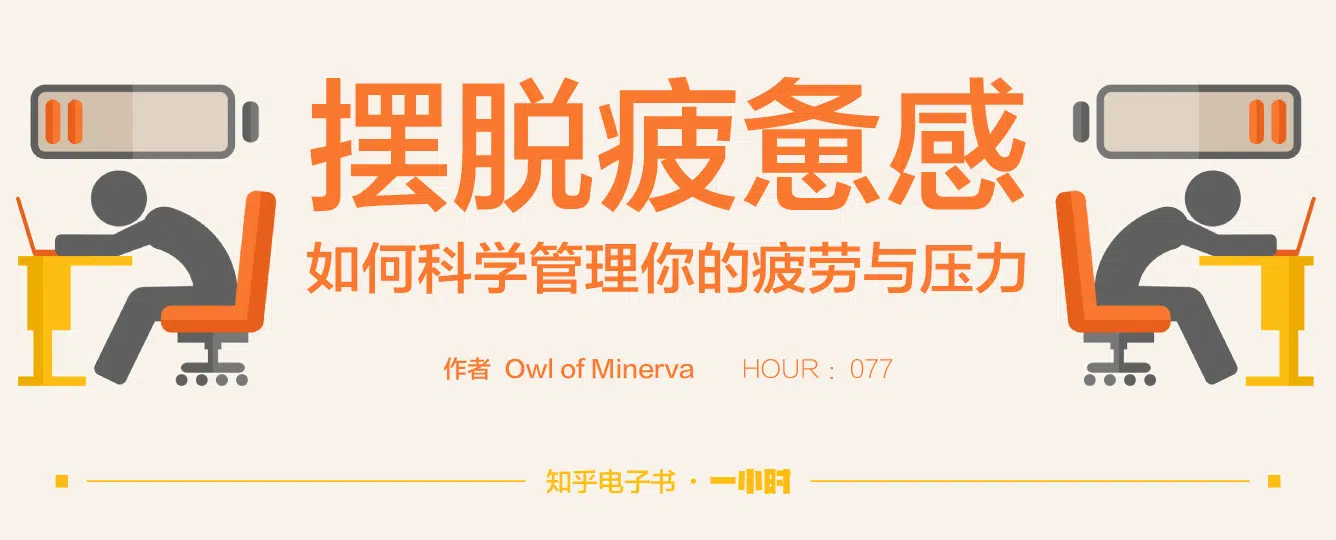 摆脱疲惫感
如何科学管理你的疲劳与压力
作者 Owl of Minerva HOUR : 077
知乎电子书 · 一小时